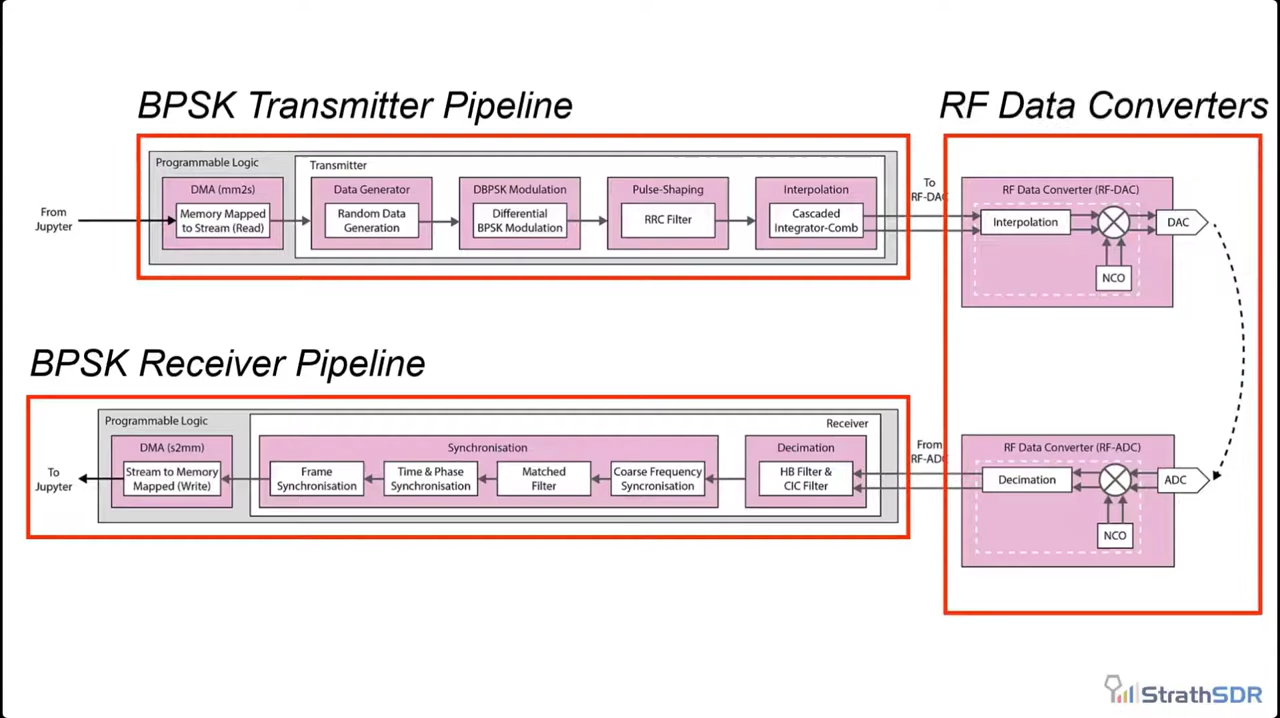 BPSK Transmitter Pipeline
RF Data Converters
Programmable Logic
Transmitter
DMA (mm2s)
Data Generator
DBPSK Modulation
Pulse-Shaping
Interpolation
To
RF-DAC
RF Data Converter (RF-DAC)
From
Jupyter
Memory Mapped
to Stream (Read)
Random Data
Generation
Differential
BPSK Modulation
RRC Filter
Cascaded
Integrator-Comb
Interpolation
DAC
NCO
BPSK Receiver Pipeline
Programmable Logic
Receiver
DMA (s2mm)
Synchronisation
Decimation
From
RF-ADC
RF Data Converter (RF-ADC)
To
Jupyter
Stream to Memory
Mapped (Write)
Frame
Synchronisation
Time & Phase
Synchronisation
Matched
Filter
Coarse Frequency
Syncronisation
HB Filter &
CIC Filter
Decimation
ADC
NCO
StrathSDR